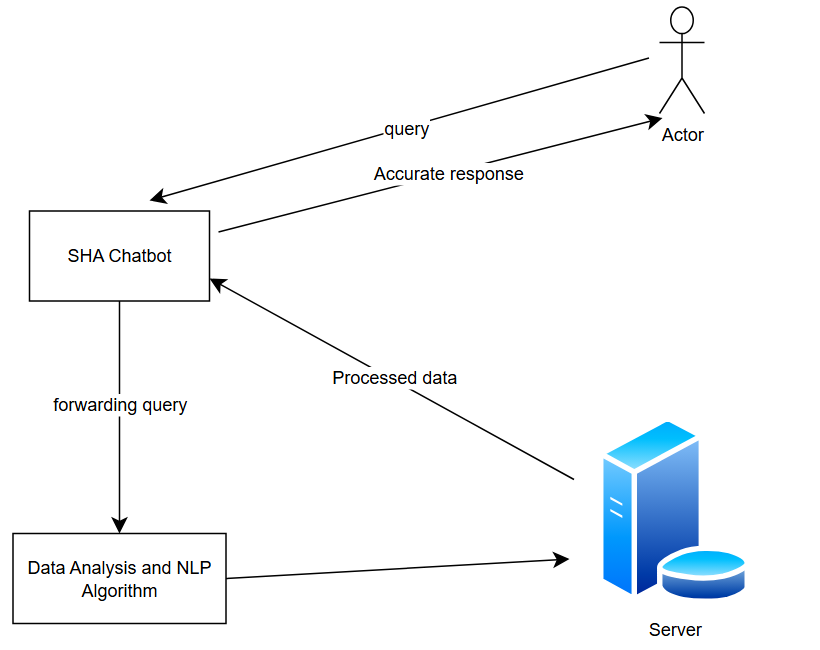 query
Actor
Accurate response
SHA Chatbot
Processed data
forwarding query
Data Analysis and NLP
Algorithm
Server